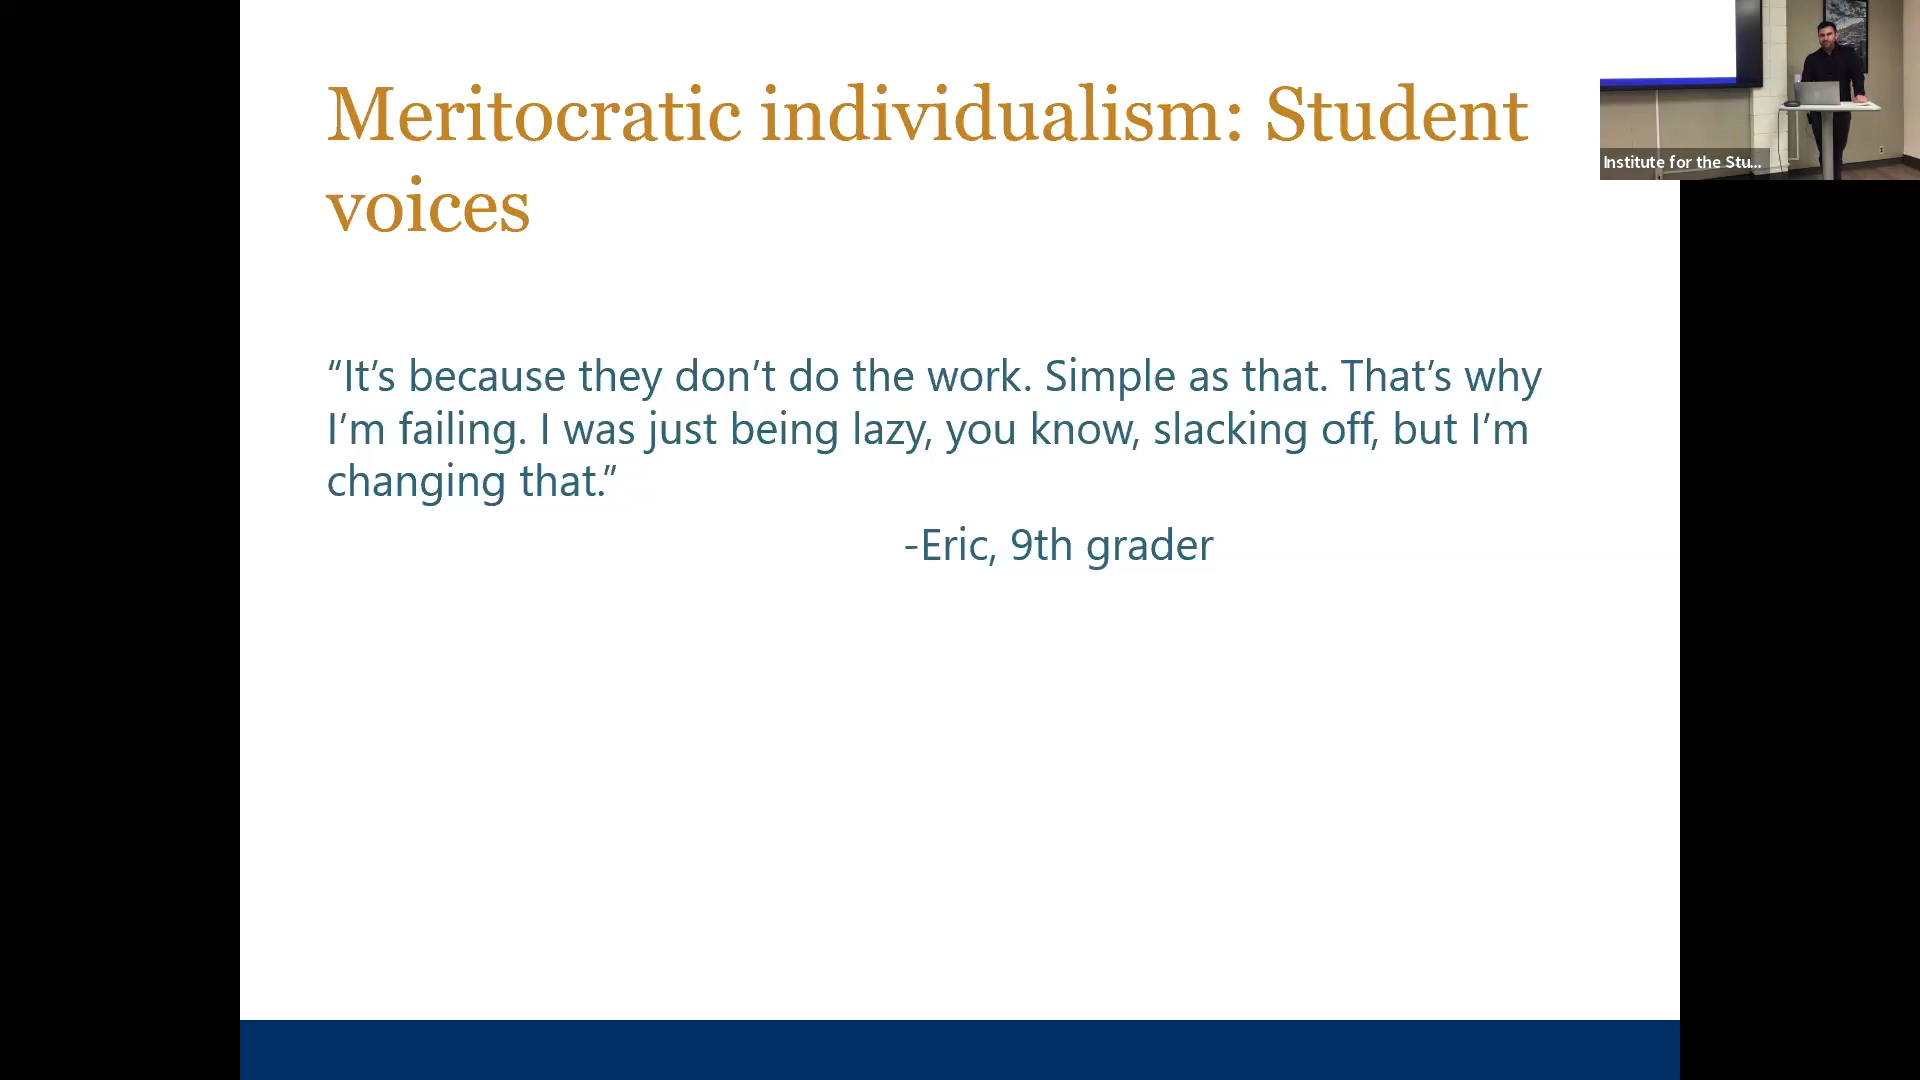 Meritocratic individualism: Student
voices
“It’s because they don’t do the work. Simple as that. That’s why
I’m failing. I was just being lazy, you know, slacking off, but I’m
changing that.”
-Eric, 9th grader
Institute for the Stu...